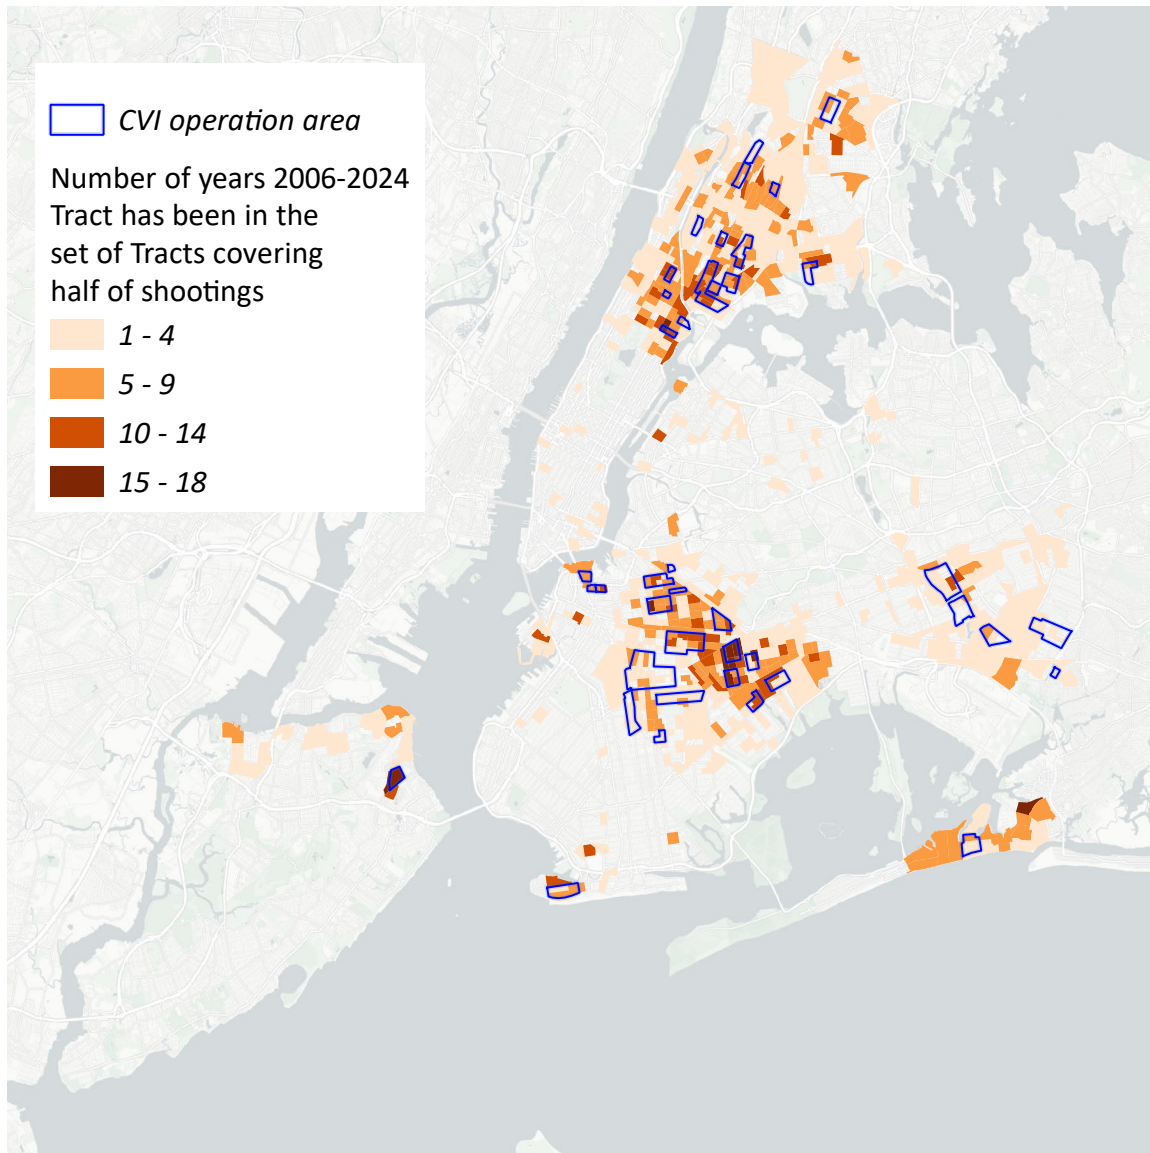 CVI operation area
Number of years 2006-2024
Tract has been in the
set of Tracts covering
half of shootings
1 - 4
5 - 9
10 - 14
15 - 18